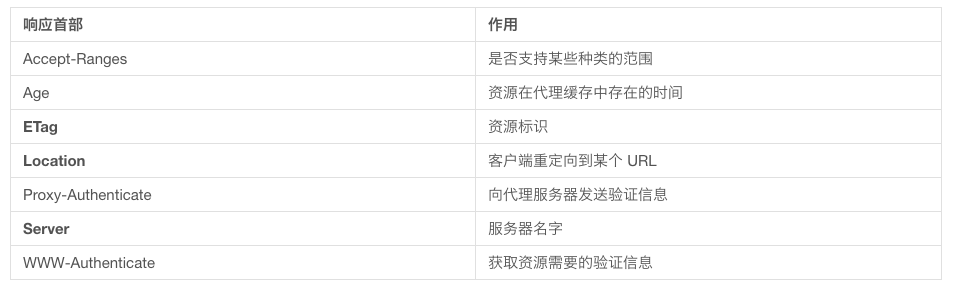 响应首部 作用
Accept-Ranges 是否支持某些种类的范围
Age 资源在代理缓存中存在的时间
ETag 资源标识
Location 客户端重定向到某个 URL
Proxy-Authenticate 向代理服务器发送验证信息
Server 服务器名字
WWW-Authenticate 获取资源需要的验证信息